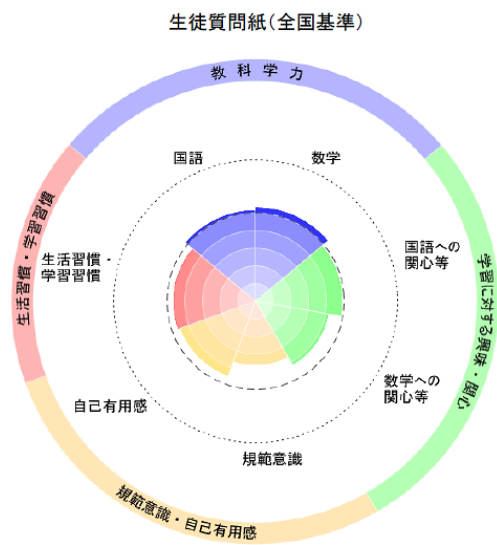 生徒質問紙(全国基準)
教科学力
国語
数学
生活習慣・学習習慣
生活習慣・
学習習慣
国語への
関心等
学習に対する興味・関心
数学への
関心等
自己有用感
規範意識
規範意識・自己有用感